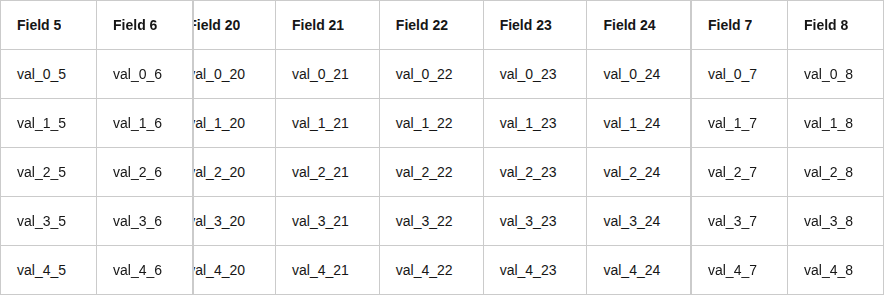 Field 5 Field 6 Field 20 Field 21 Field 22 Field 23 Field 24 Field 7 Field 8
val_0_5 val_0_6 val_0_20 val_0_21 val_0_22 val_0_23 val_0_24 val_0_7 val_0_8
val_1_5 val_1_6 val_1_20 val_1_21 val_1_22 val_1_23 val_1_24 val_1_7 val_1_8
val_2_5 val_2_6 val_2_20 val_2_21 val_2_22 val_2_23 val_2_24 val_2_7 val_2_8
val_3_5 val_3_6 val_3_20 val_3_21 val_3_22 val_3_23 val_3_24 val_3_7 val_3_8
val_4_5 val_4_6 val_4_20 val_4_21 val_4_22 val_4_23 val_4_24 val_4_7 val_4_8